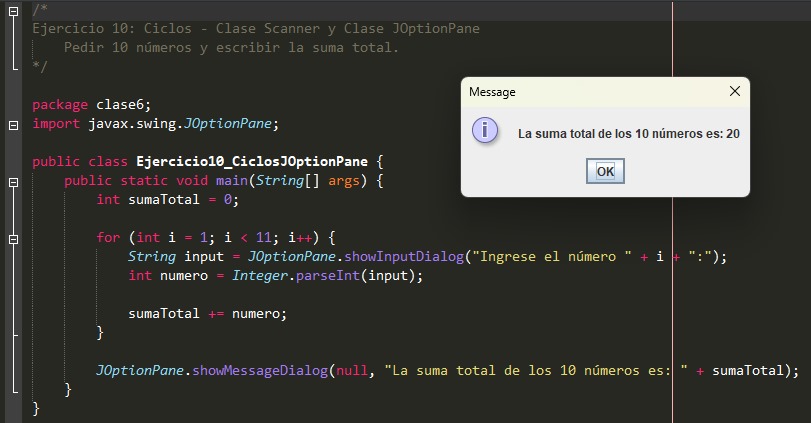 /*
Ejercicio 10: Ciclos - Clase Scanner y Clase JOptionPane
    Pedir 10 números y escribir la suma total.
*/
package clase6;
import javax.swing.JOptionPane;
public class Ejercicio10_CiclosJOptionPane {
    public static void main(String[] args) {
        int sumaTotal = 0;
        for (int i = 1; i < 11; i++) {
            String input = JOptionPane.showInputDialog("Ingrese el número " + i + ":");
            int numero = Integer.parseInt(input);
            sumaTotal += numero;
        }
        JOptionPane.showMessageDialog(null, "La suma total de los 10 números es: " + sumaTotal);
    }
}
Message
La suma total de los 10 números es: 20
OK